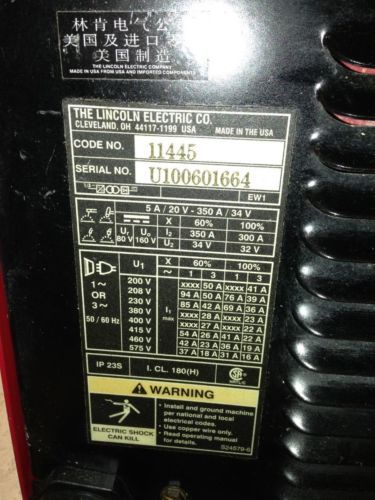 林肯电气公
美国及进口
美国制造
THE LINCOLN ELECTRIC COMPANY
MADE IN USA FROM USA AND IMPORTED COMPONENTS
THE LINCOLN ELECTRIC CO.
CLEVELAND, OH 44117-1199 USA MADE IN THE USA
CODE NO. 11445
SERIAL NO. U100601664
EW1
5 A / 20 V - 350 A / 34 V
X 60% 100%
Ur 80 V Uo 160 V I2 350 A 300 A
U2 34 V 32 V
U1 X 60% 100%
1~ OR 3~ ~ 1 3 1 3
50 / 60 Hz I1 max
200 V xxxx 50 A xxxx 41 A
208 V 94 A 50 A 76 A 39 A
230 V 85 A 42 A 69 A 36 A
380 V xxxx 28 A xxxx 23 A
400 V xxxx 27 A xxxx 22 A
415 V 54 A 26 A 44 A 21 A
460 V 42 A 23 A 36 A 19 A
575 V 37 A 18 A 31 A 16 A
IP 23S I. CL. 180(H)
WARNING
ELECTRIC SHOCK CAN KILL
• Install and ground machine
per national and local
electrical codes.
• Use copper wire only.
• Read operating manual
for details.
S24579-6